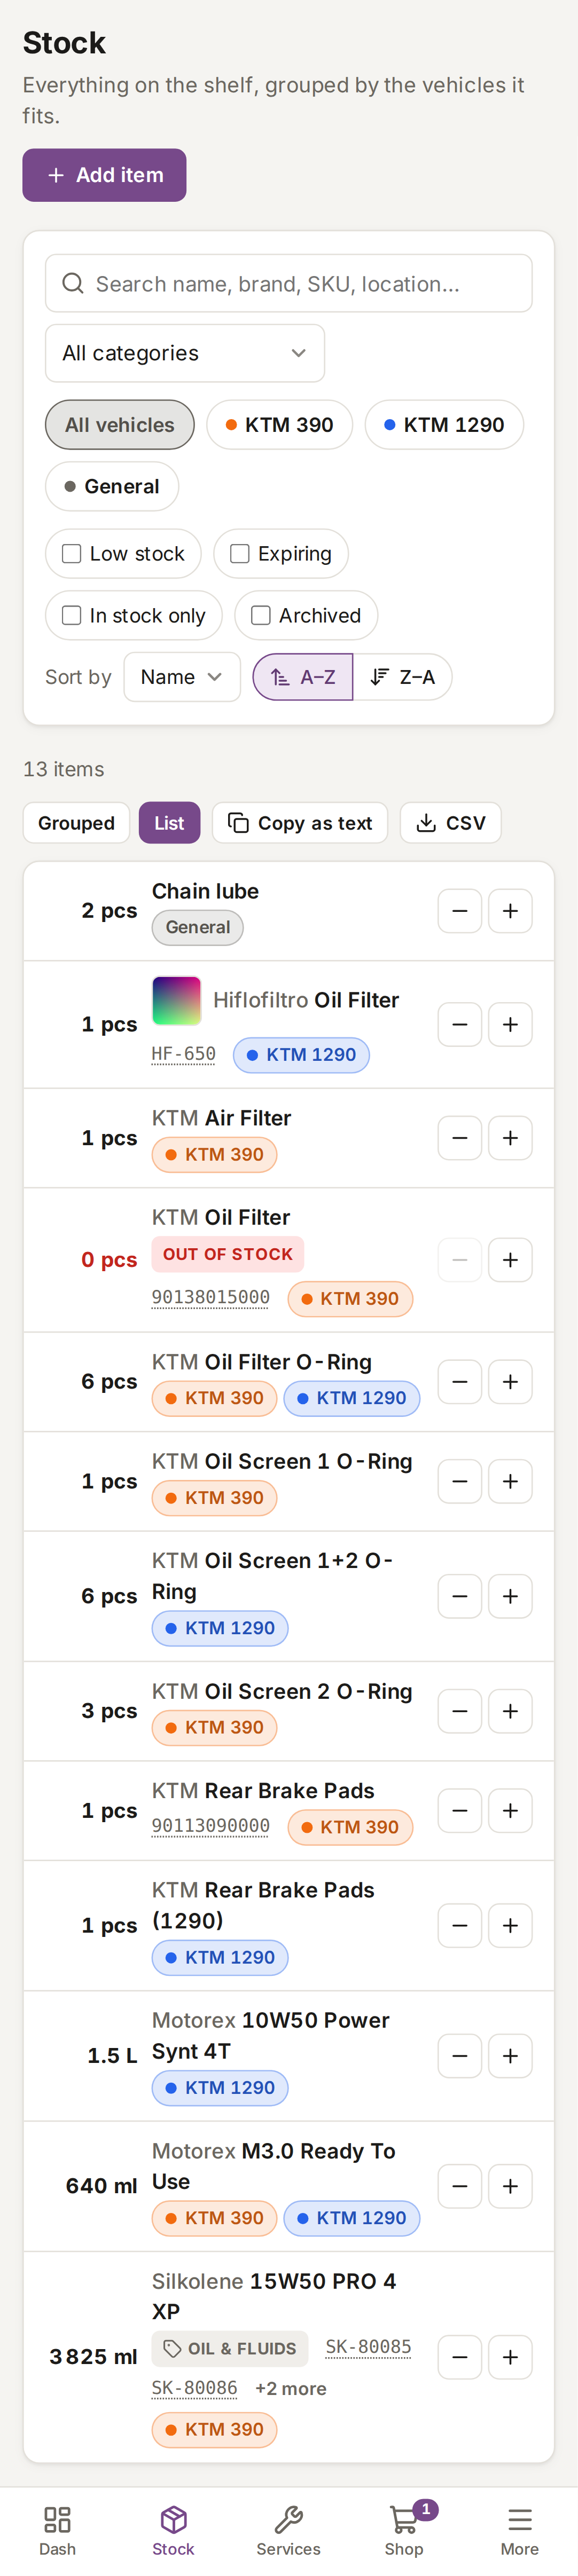 Stock
Everything on the shelf, grouped by the vehicles it
fits.
+ Add item
Search name, brand, SKU, location...
All categories
All vehicles KTM 390 KTM 1290
General
Low stock Expiring
In stock only Archived
Sort by Name A–Z Z–A
13 items
Grouped List Copy as text CSV
Chain lube
2 pcs
General
Hiflofiltro Oil Filter
1 pcs
HF-650 KTM 1290
KTM Air Filter
1 pcs
KTM 390
KTM Oil Filter
OUT OF STOCK
0 pcs
90138015000 KTM 390
KTM Oil Filter O-Ring
6 pcs
KTM 390 KTM 1290
KTM Oil Screen 1 O-Ring
1 pcs
KTM 390
KTM Oil Screen 1+2 O-
Ring
6 pcs
KTM 1290
KTM Oil Screen 2 O-Ring
3 pcs
KTM 390
KTM Rear Brake Pads
1 pcs
90113090000 KTM 390
KTM Rear Brake Pads
(1290)
1 pcs
KTM 1290
Motorex 10W50 Power
Synt 4T
1.5 L
KTM 1290
Motorex M3.0 Ready To
Use
640 ml
KTM 390 KTM 1290
Silkolene 15W50 PRO 4
XP
OIL & FLUIDS SK-80085
3 825 ml
SK-80086 +2 more
KTM 390
1
Dash Stock Services Shop More